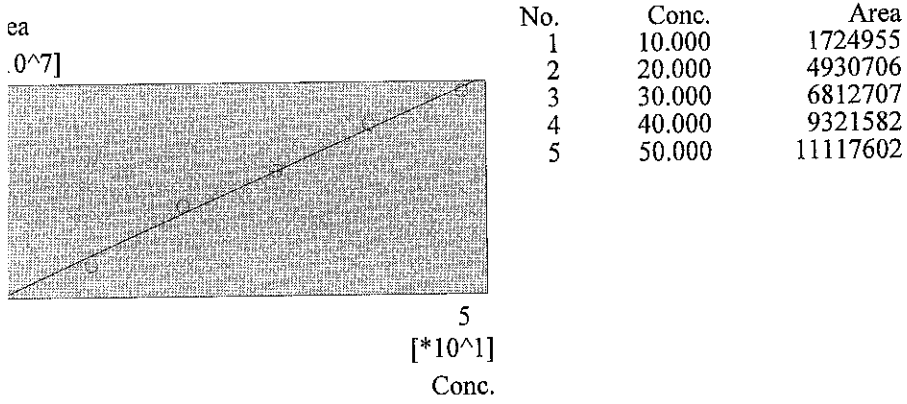 ea
.0^7]
5
[*10^1]
Conc.
No. Conc. Area
1 10.000 1724955
2 20.000 4930706
3 30.000 6812707
4 40.000 9321582
5 50.000 11117602